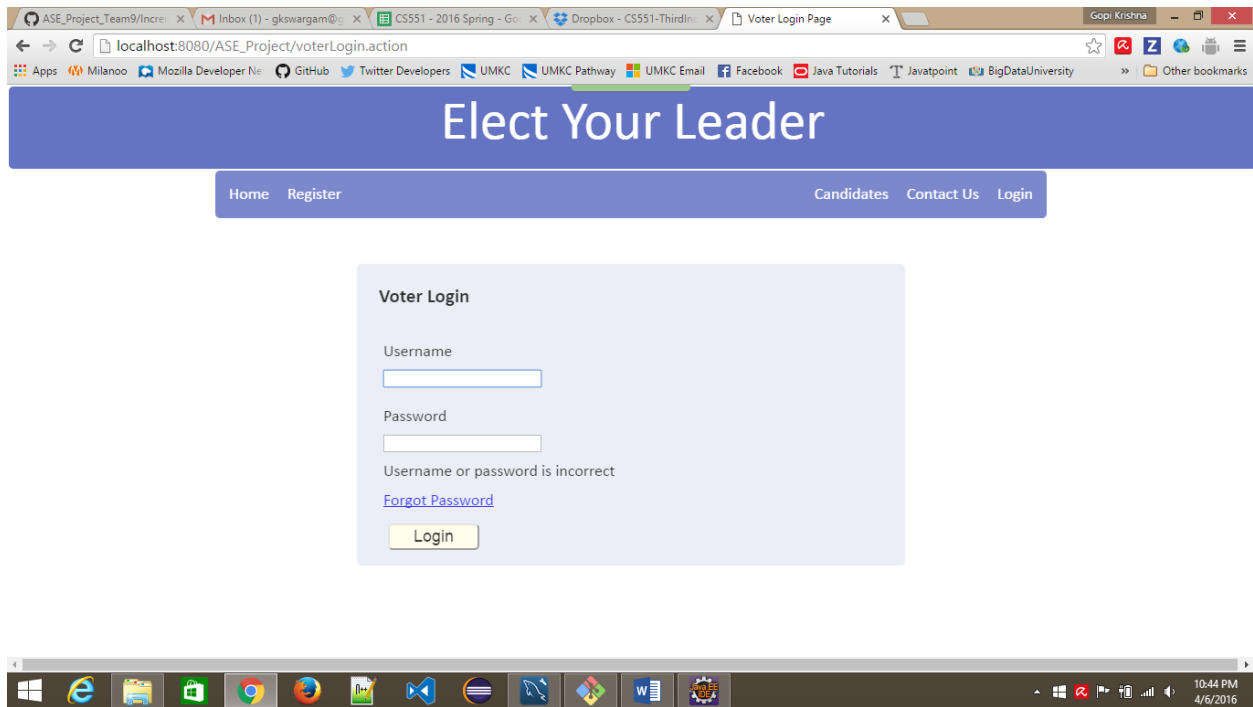 ASE_Project_Team9/Incre
Inbox (1) - gkswargam@g
CS551 - 2016 Spring - Go
Dropbox - CS551-ThirdInc
Voter Login Page
Gopi Krishna
localhost:8080/ASE_Project/voterLogin.action
Apps Milanoo Mozilla Developer Ne GitHub Twitter Developers UMKC UMKC Pathway UMKC Email Facebook Java Tutorials Javatpoint BigDataUniversity » Other bookmarks
Elect Your Leader
Home Register Candidates Contact Us Login
Voter Login
Username
Password
Username or password is incorrect
Forgot Password
Login
10:44 PM
4/6/2016